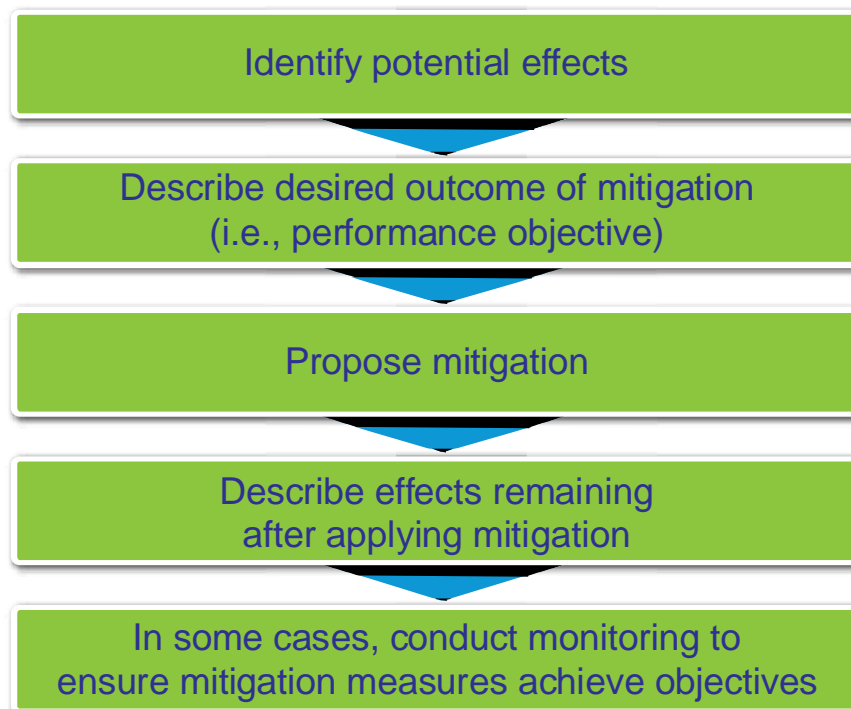 Identify potential effects
Describe desired outcome of mitigation
(i.e., performance objective)
Propose mitigation
Describe effects remaining
after applying mitigation
In some cases, conduct monitoring to
ensure mitigation measures achieve objectives